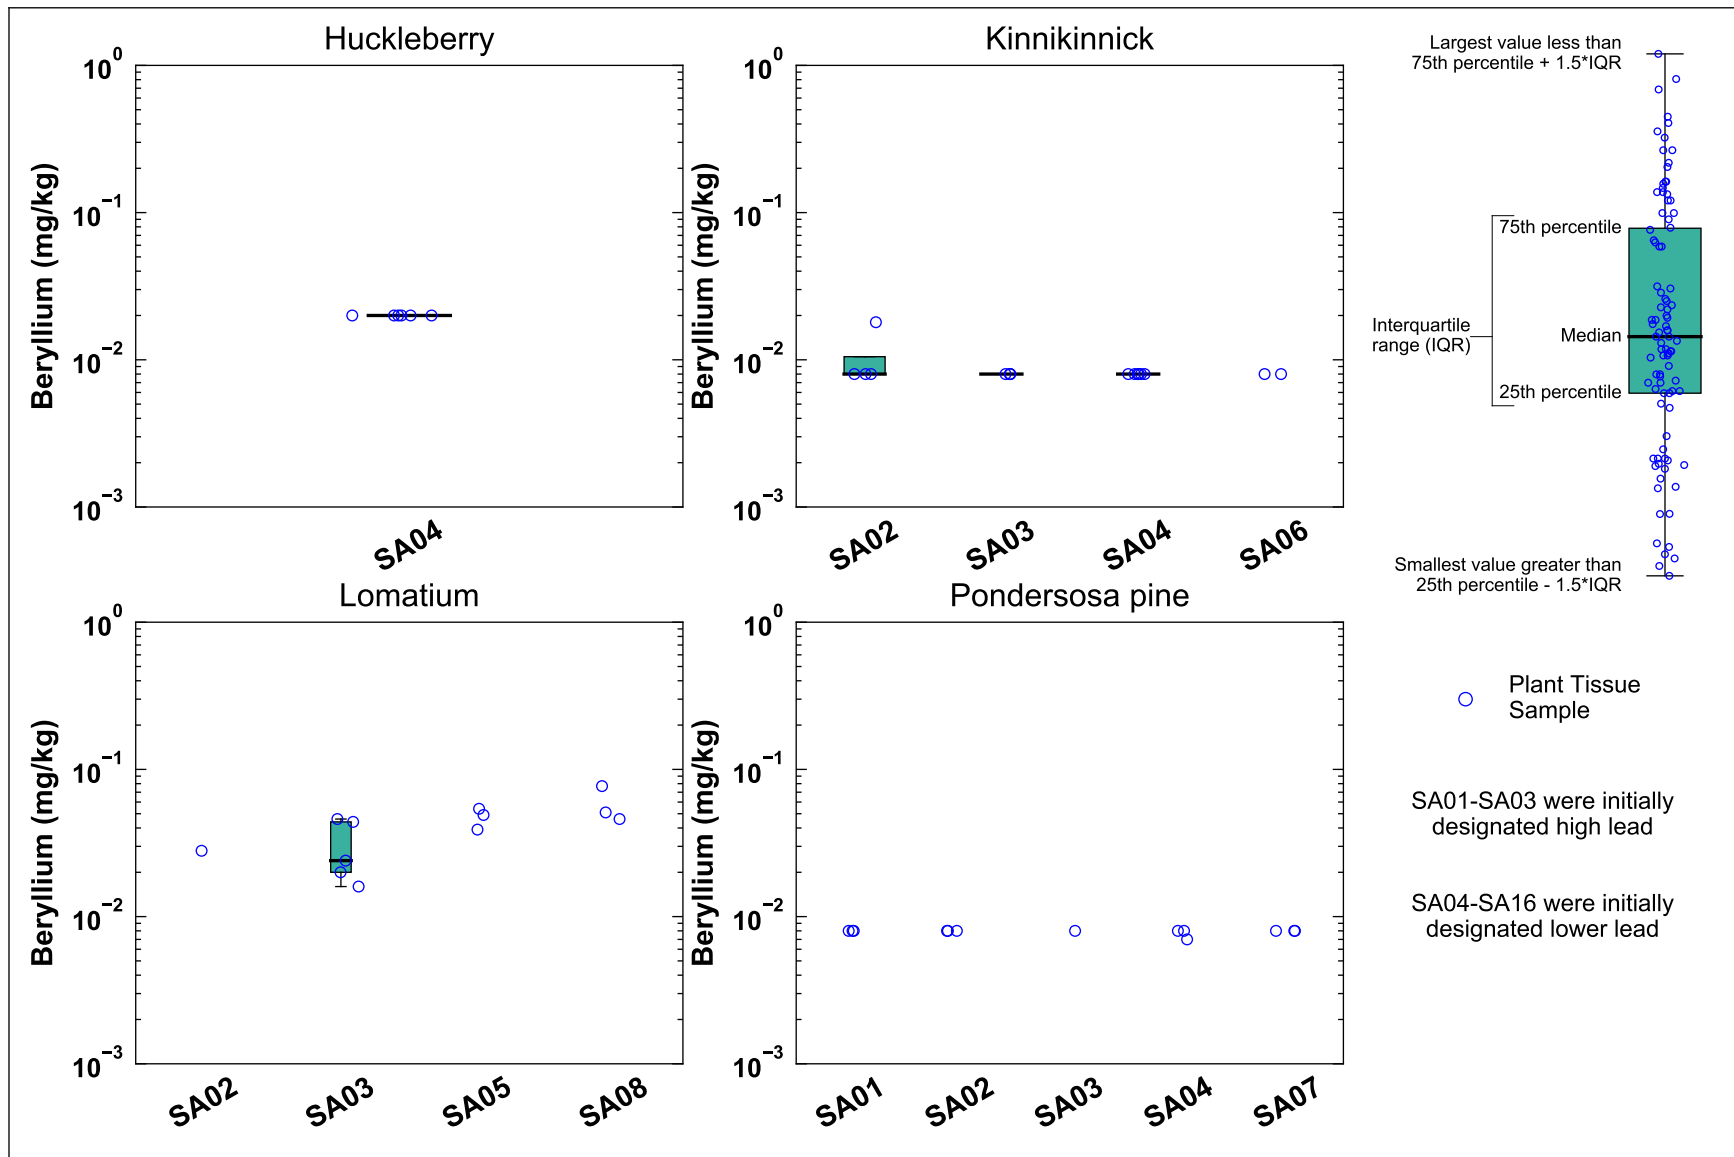 Huckleberry
10^0
10^−1
10^−2
10^−3
Beryllium (mg/kg)
SA04
Kinnikinnick
10^0
10^−1
10^−2
10^−3
Beryllium (mg/kg)
SA02
SA03
SA04
SA06
Largest value less than
75th percentile + 1.5*IQR
75th percentile
Interquartile
range (IQR)
Median
25th percentile
Smallest value greater than
25th percentile - 1.5*IQR
Lomatium
10^0
10^−1
10^−2
10^−3
Beryllium (mg/kg)
SA02
SA03
SA05
SA08
Pondersosa pine
10^0
10^−1
10^−2
10^−3
Beryllium (mg/kg)
SA01
SA02
SA03
SA04
SA07
Plant Tissue
Sample
SA01-SA03 were initially
designated high lead
SA04-SA16 were initially
designated lower lead